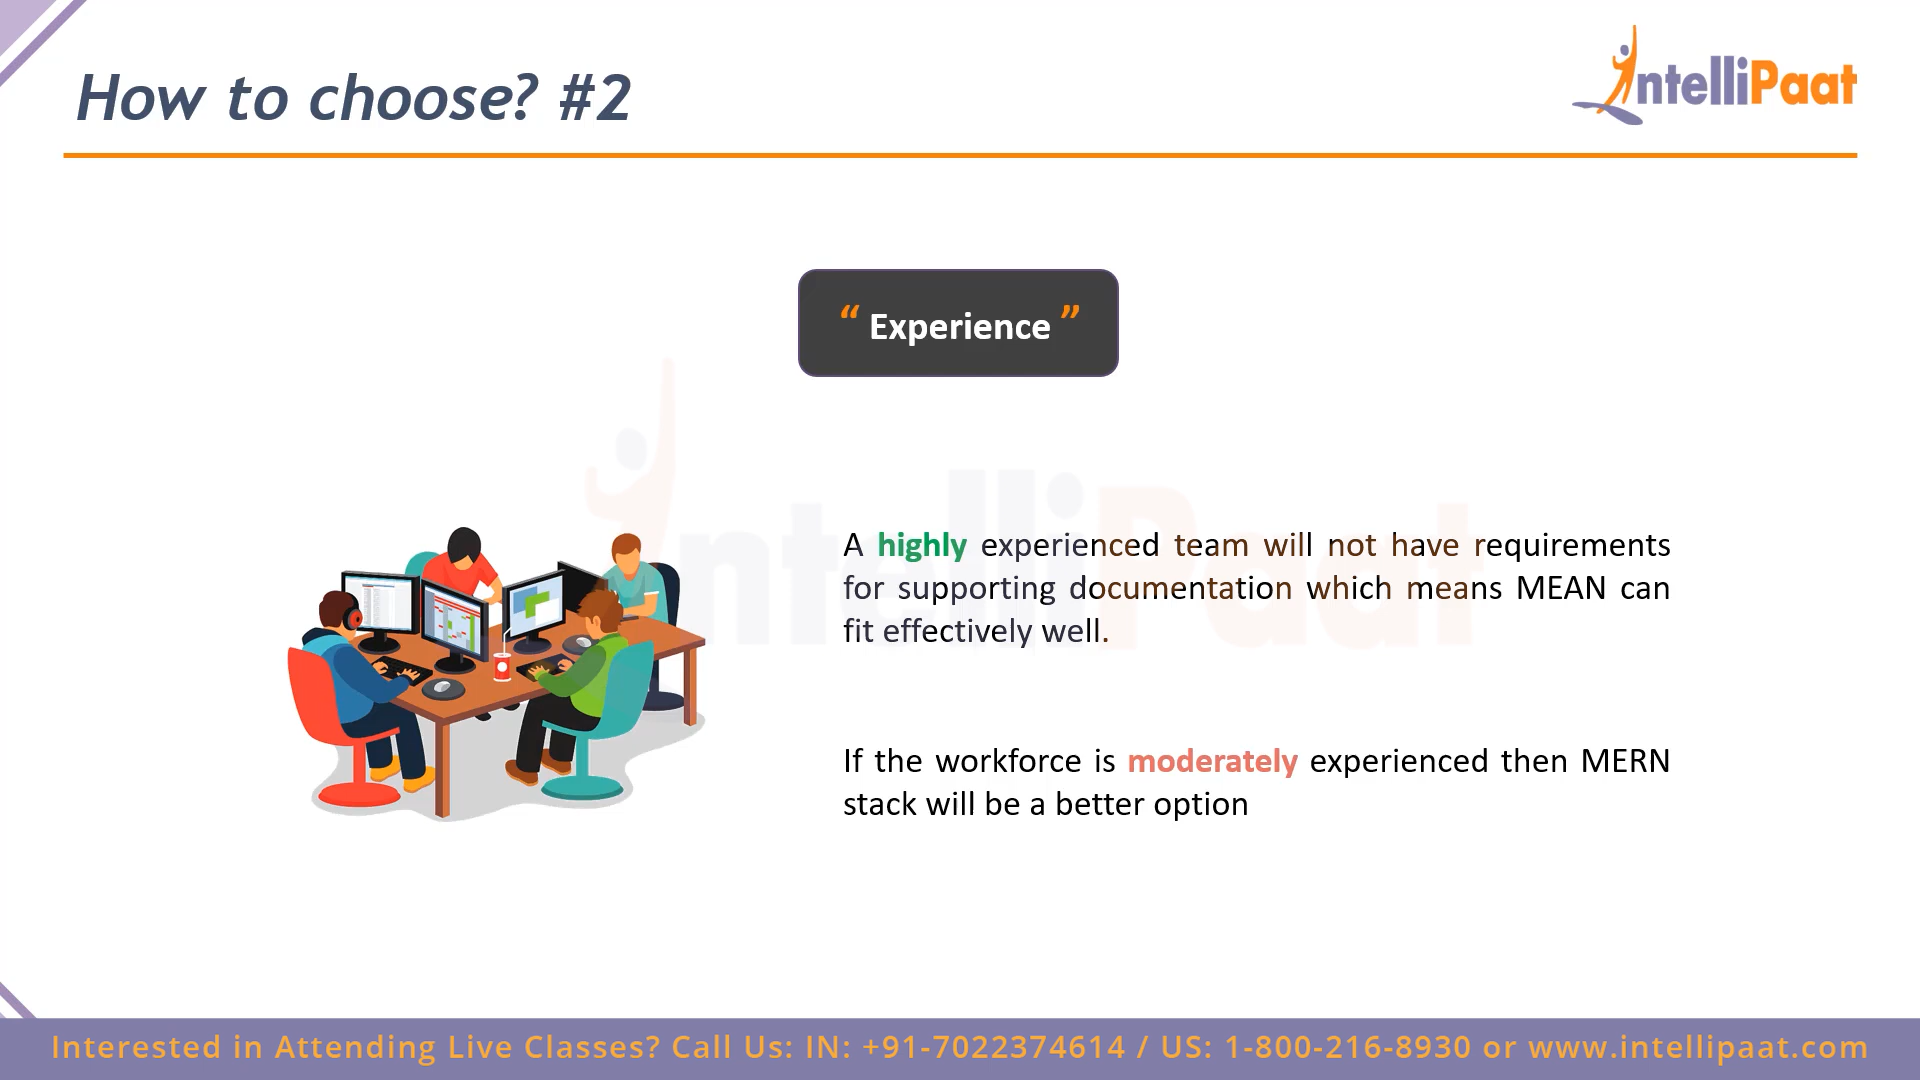 How to choose? #2
IntelliPaat
“ Experience ”
A highly experienced team will not have requirements
for supporting documentation which means MEAN can
fit effectively well.
If the workforce is moderately experienced then MERN
stack will be a better option
IntelliPaat
Interested in Attending Live Classes? Call Us: IN: +91-7022374614 / US: 1-800-216-8930 or www.intellipaat.com